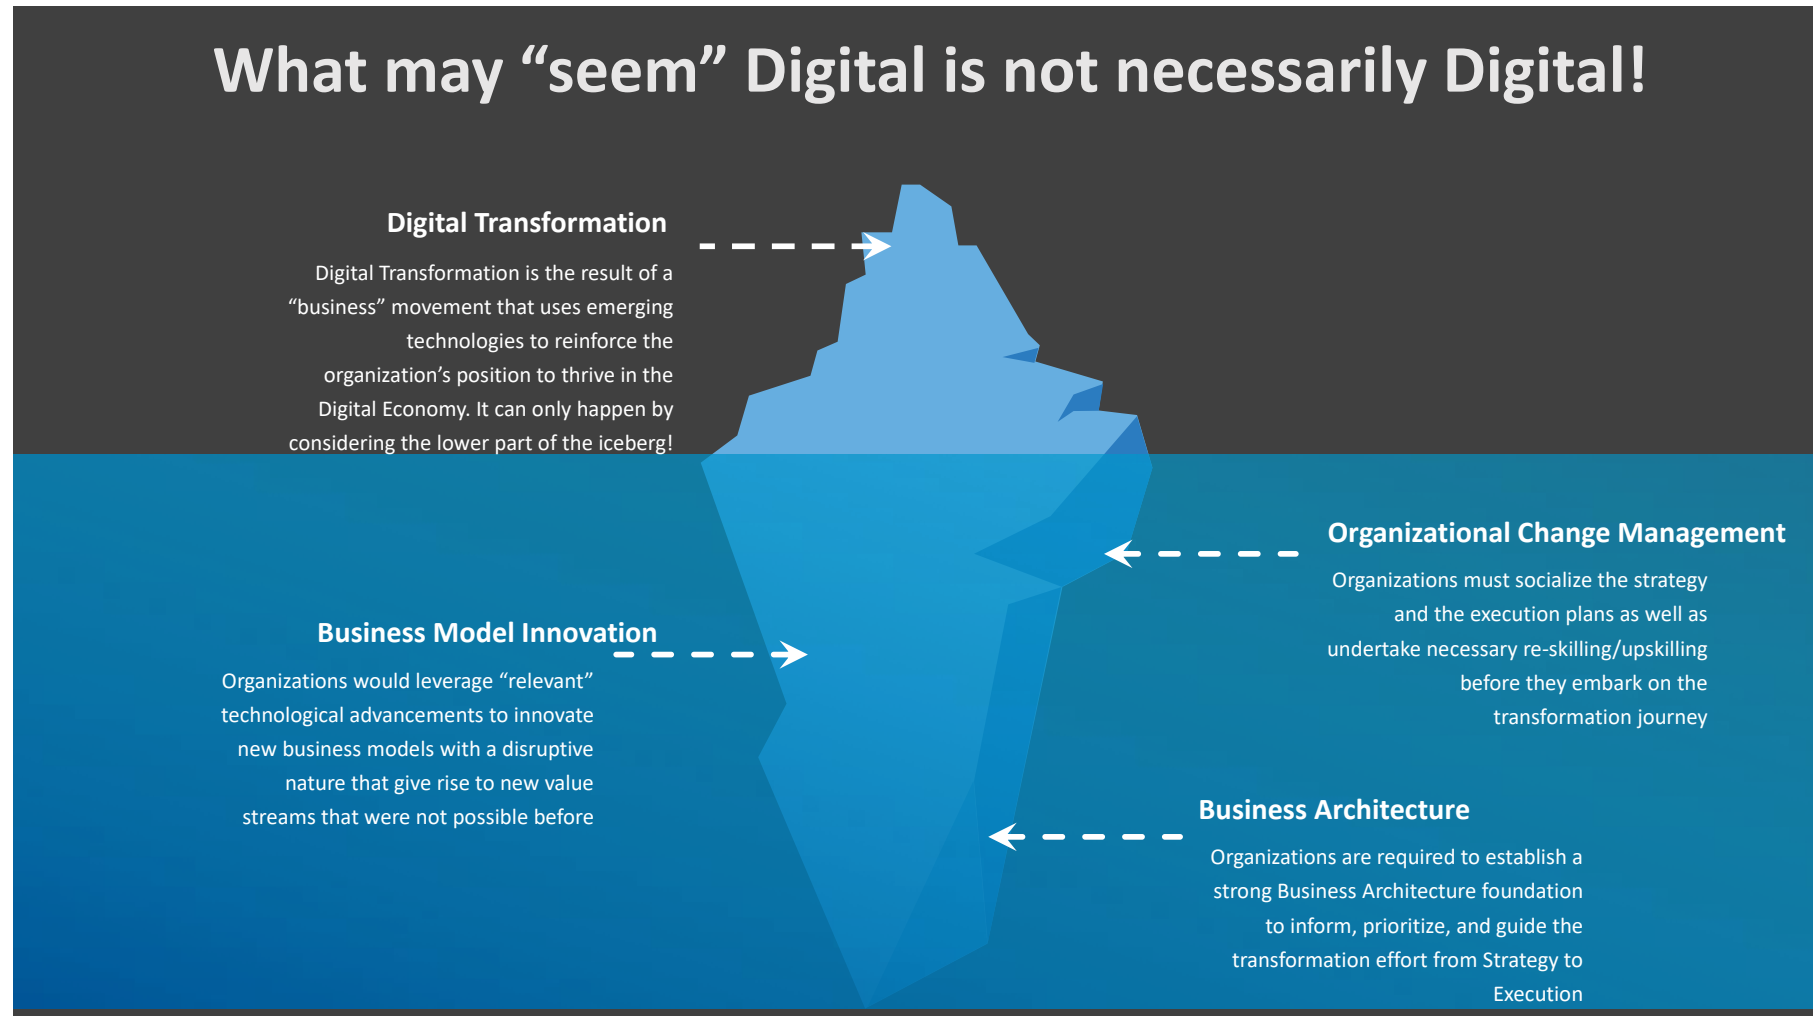 What may “seem” Digital is not necessarily Digital!
Digital Transformation
Digital Transformation is the result of a
“business” movement that uses emerging
technologies to reinforce the
organization’s position to thrive in the
Digital Economy. It can only happen by
considering the lower part of the iceberg!
Organizational Change Management
Organizations must socialize the strategy
and the execution plans as well as
undertake necessary re-skilling/upskilling
before they embark on the
transformation journey
Business Model Innovation
Organizations would leverage “relevant”
technological advancements to innovate
new business models with a disruptive
nature that give rise to new value
streams that were not possible before
Business Architecture
Organizations are required to establish a
strong Business Architecture foundation
to inform, prioritize, and guide the
transformation effort from Strategy to
Execution